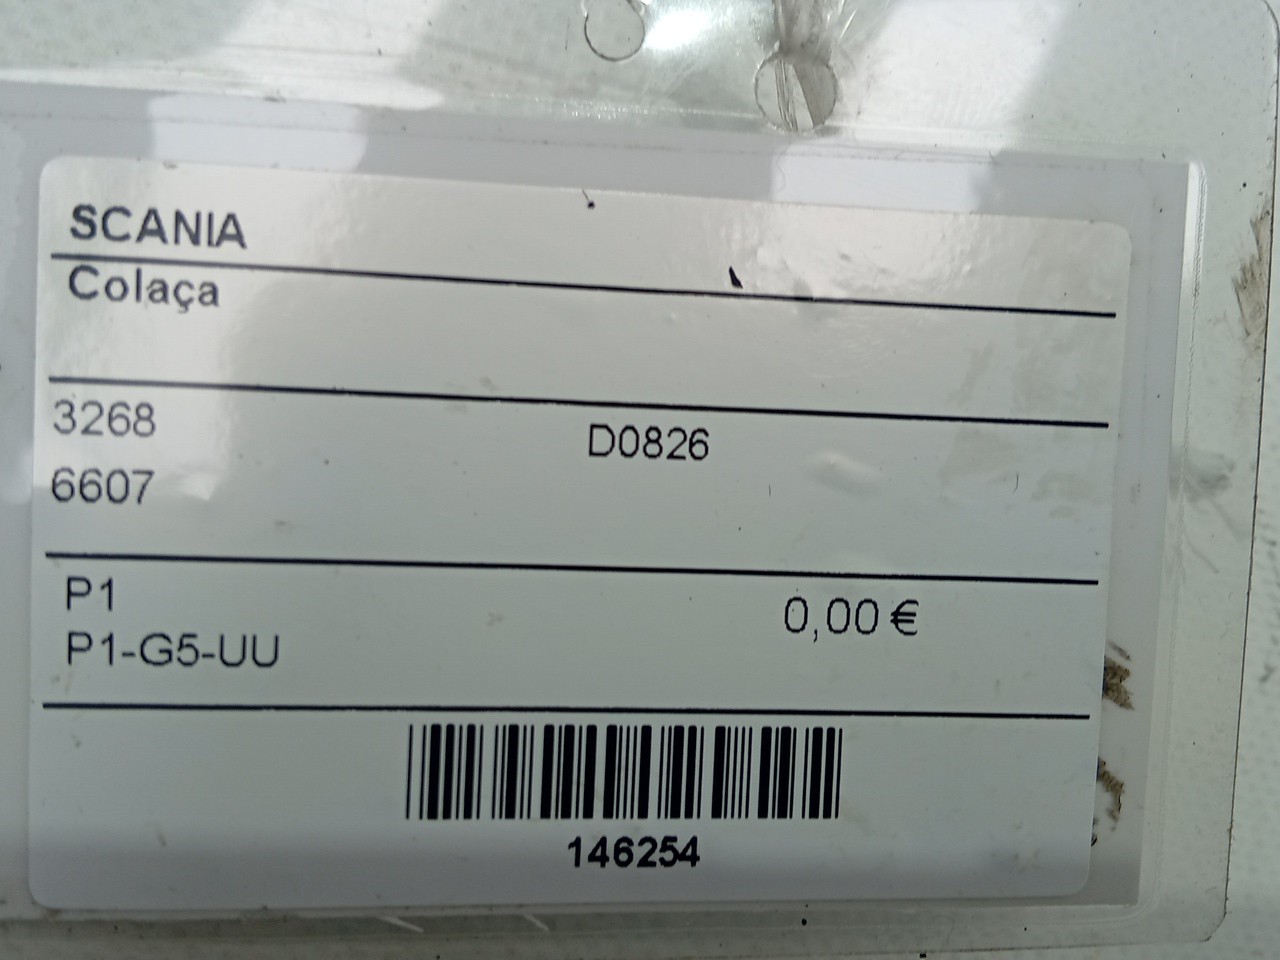 SCANIA
Colaça
3268
D0826
6607
P1
0,00 €
P1-G5-UU
146254